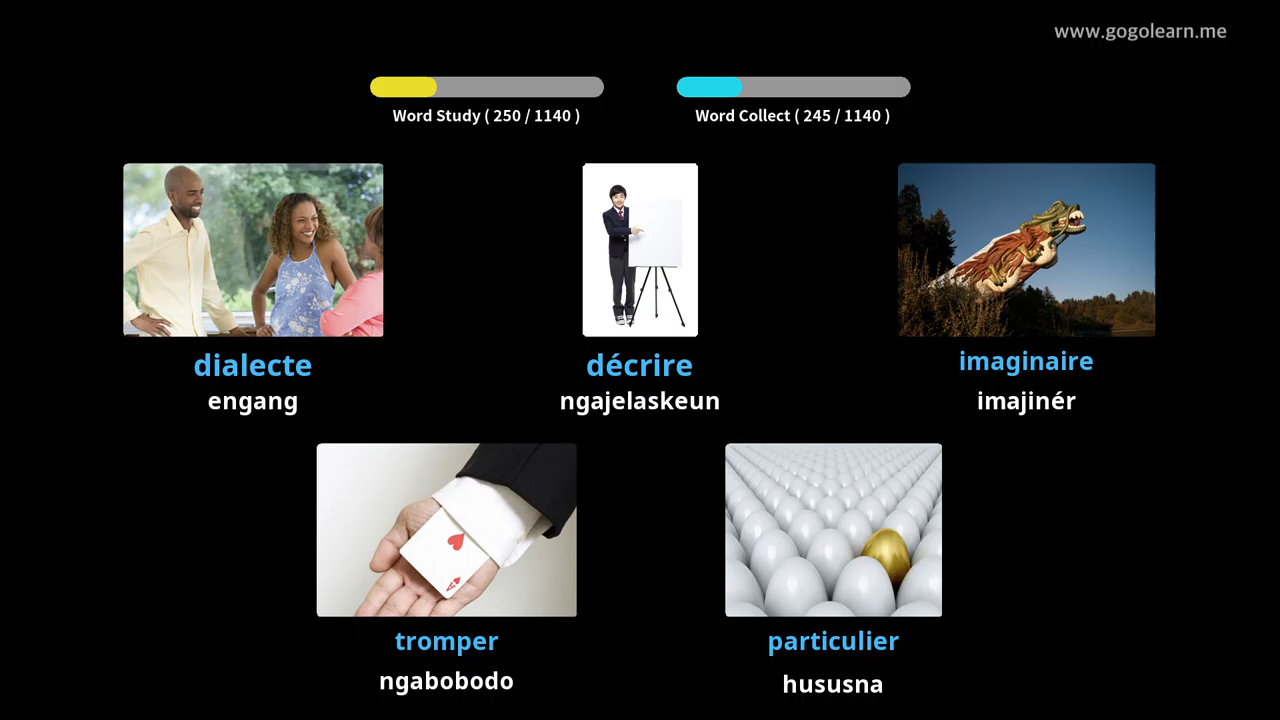 www.gogolearn.me
Word Study ( 250 / 1140 )
Word Collect ( 245 / 1140 )
dialecte
engang
décrire
ngajelaskeun
imaginaire
imajinér
tromper
ngabobodo
particulier
hususna